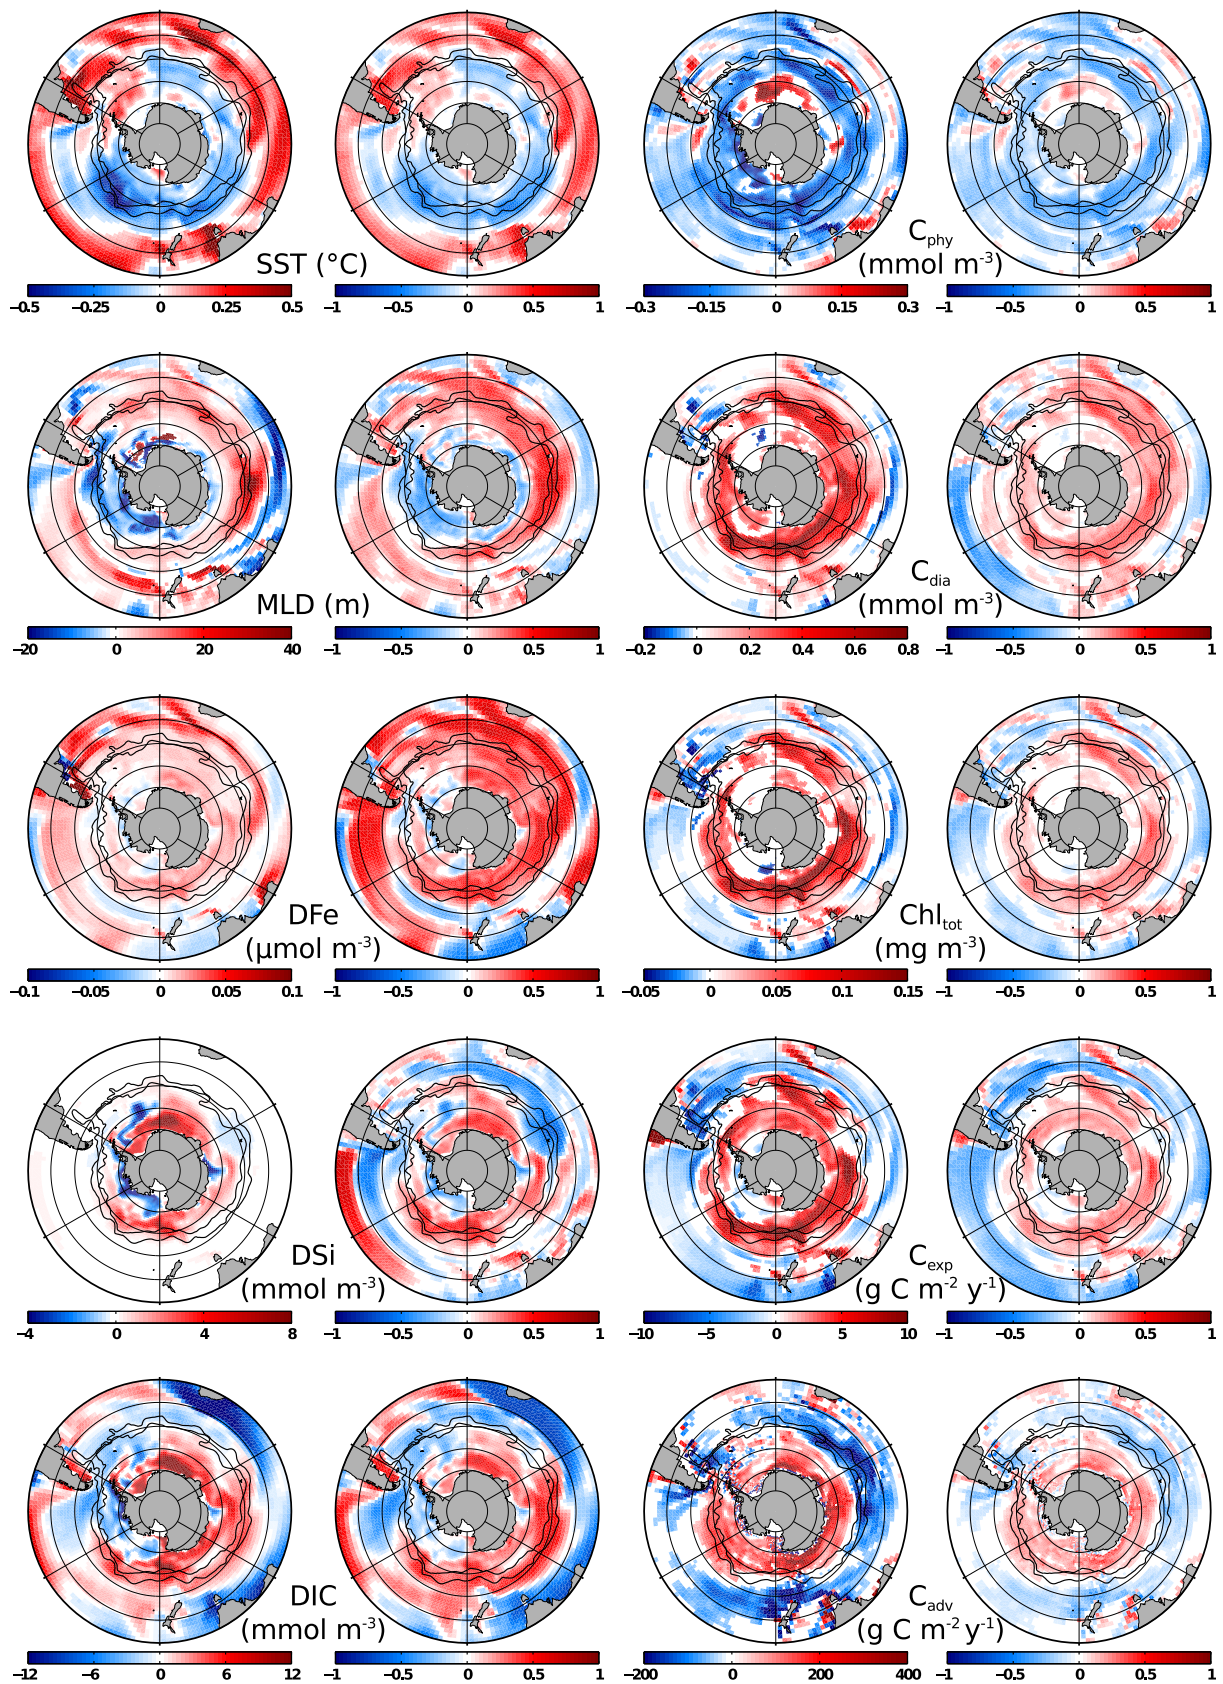 SST (°C)
−0.5 −0.25 0 0.25 0.5
−1 −0.5 0 0.5 1
C_phy
(mmol m⁻³)
−0.3 −0.15 0 0.15 0.3
−1 −0.5 0 0.5 1
MLD (m)
−20 0 20 40
−1 −0.5 0 0.5 1
C_dia
(mmol m⁻³)
−0.2 0 0.2 0.4 0.6 0.8
−1 −0.5 0 0.5 1
DFe
(μmol m⁻³)
−0.1 −0.05 0 0.05 0.1
−1 −0.5 0 0.5 1
Chl_tot
(mg m⁻³)
−0.05 0 0.05 0.1 0.15
−1 −0.5 0 0.5 1
DSi
(mmol m⁻³)
−4 0 4 8
−1 −0.5 0 0.5 1
C_exp
(g C m⁻² y⁻¹)
−10 −5 0 5 10
−1 −0.5 0 0.5 1
DIC
(mmol m⁻³)
−12 −6 0 6 12
−1 −0.5 0 0.5 1
C_adv
(g C m⁻² y⁻¹)
−200 0 200 400
−1 −0.5 0 0.5 1